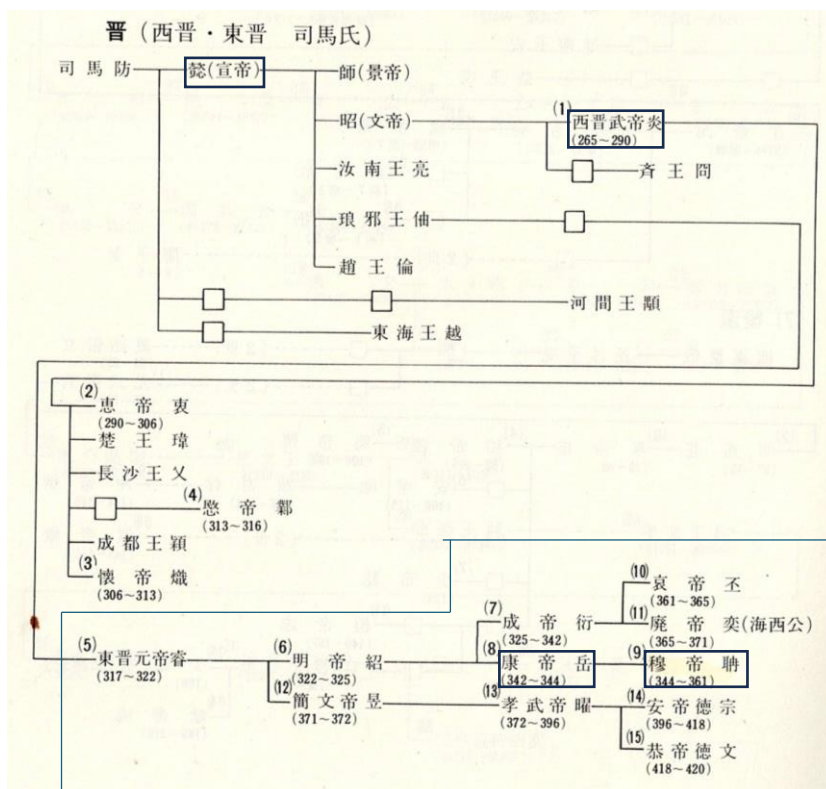 晋(西晋・東晋 司馬氏)
司馬防 懿(宣帝) 師(景帝)
昭(文帝) (1) 西晋武帝炎
(265~290)
汝南王亮 斉王冏
琅邪王伷
趙王倫
河間王顒
東海王越
(2) 恵帝衷
(290~306)
楚王瑋
長沙王乂
(4) 愍帝鄴
(313~316)
成都王穎
(3) 懐帝熾
(306~313)
(10) 哀帝丕
(361~365)
(7) 成帝衍 (11) 廃帝奕(海西公)
(325~342) (365~371)
(5) 東晋元帝睿 (6) 明帝紹 (8) 康帝岳 (9) 穆帝聃
(317~322) (322~325) (342~344) (344~361)
(12) 簡文帝昱 (13) 孝武帝曜 (14) 安帝徳宗
(371~372) (372~396) (396~418)
(15) 恭帝徳文
(418~420)